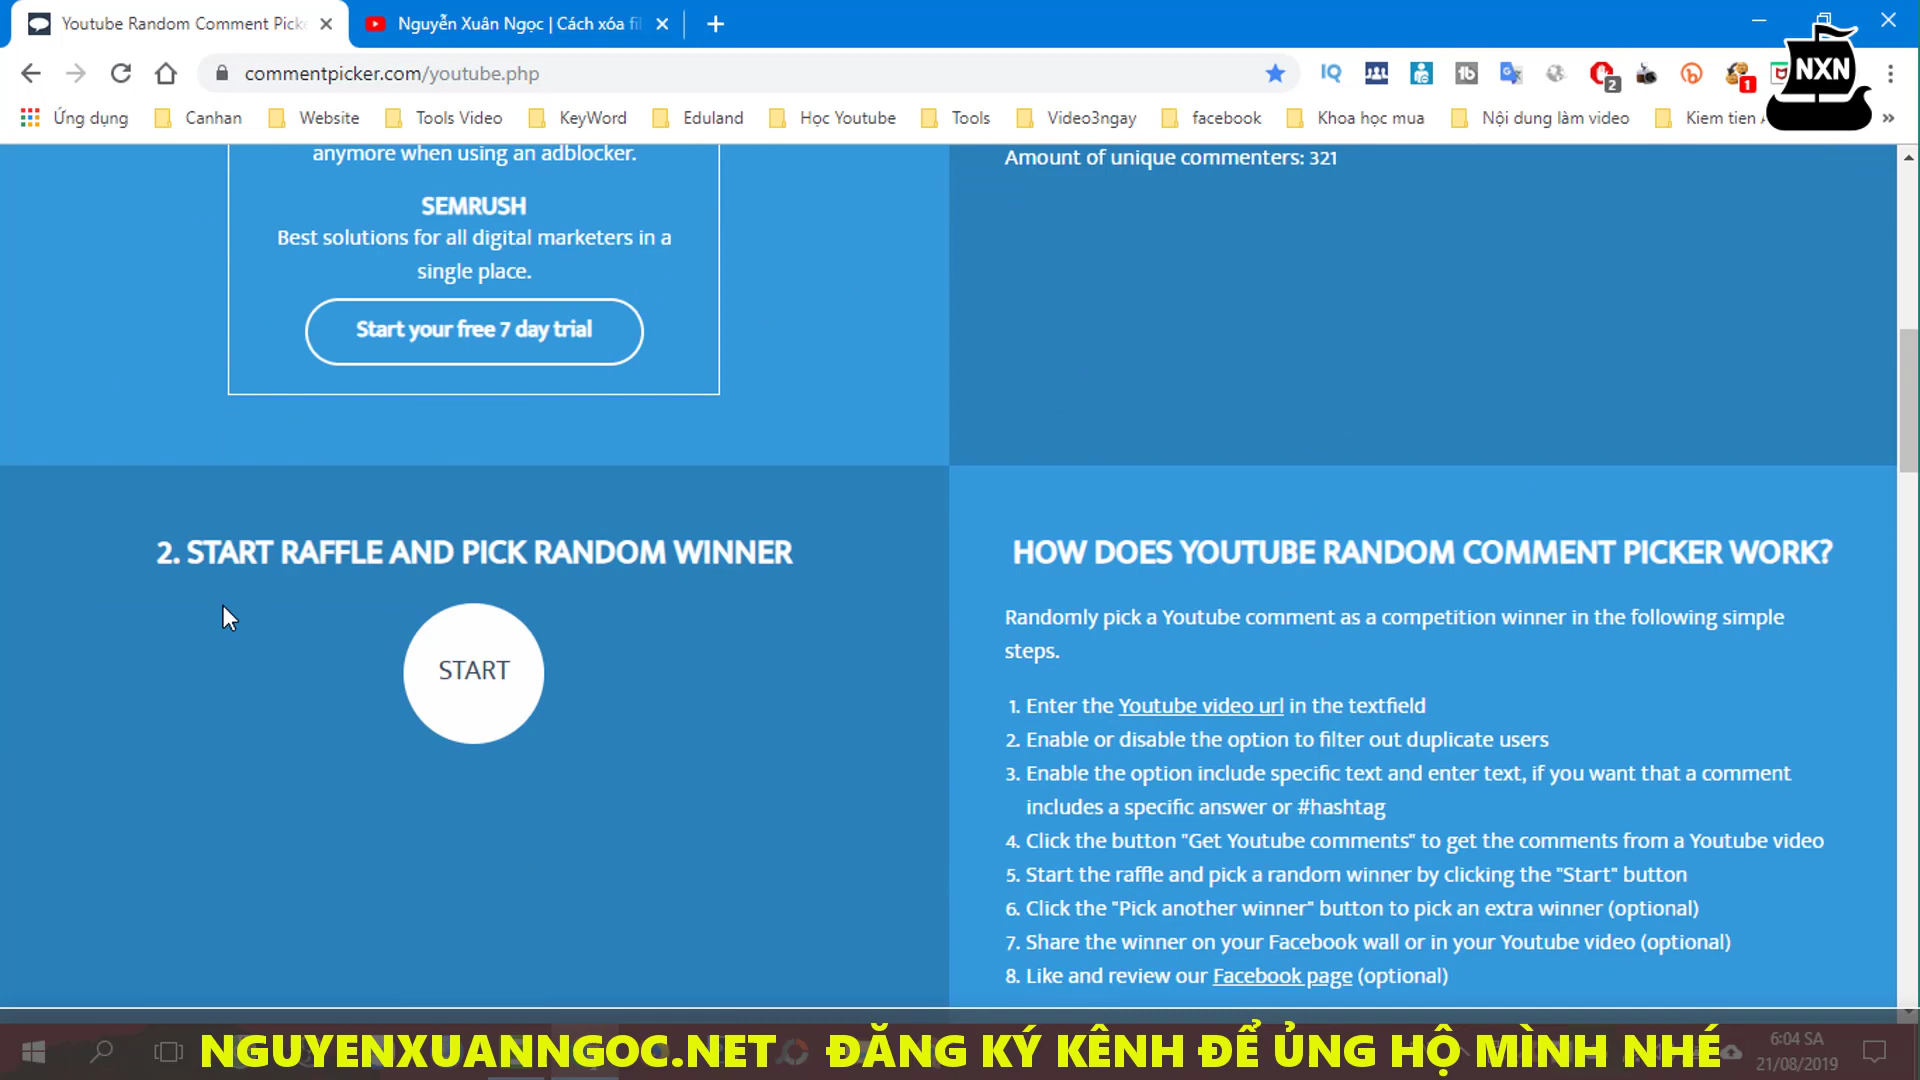 Youtube Random Comment Picke
Nguyễn Xuân Ngọc | Cách xóa fil
commentpicker.com/youtube.php
2
1
NXN
Ứng dụng
Canhan
Website
Tools Video
KeyWord
Eduland
Học Youtube
Tools
Video3ngay
facebook
Khoa học mua
Nội dung làm video
Kiem tien
anymore when using an adblocker.
SEMRUSH
Best solutions for all digital marketers in a
single place.
Start your free 7 day trial
Amount of unique commenters: 321
2. START RAFFLE AND PICK RANDOM WINNER
START
HOW DOES YOUTUBE RANDOM COMMENT PICKER WORK?
Randomly pick a Youtube comment as a competition winner in the following simple
steps.
1. Enter the Youtube video url in the textfield
2. Enable or disable the option to filter out duplicate users
3. Enable the option include specific text and enter text, if you want that a comment
includes a specific answer or #hashtag
4. Click the button "Get Youtube comments" to get the comments from a Youtube video
5. Start the raffle and pick a random winner by clicking the "Start" button
6. Click the "Pick another winner" button to pick an extra winner (optional)
7. Share the winner on your Facebook wall or in your Youtube video (optional)
8. Like and review our Facebook page (optional)
NGUYENXUANNGOC.NET ĐĂNG KÝ KÊNH ĐỂ ỦNG HỘ MÌNH NHÉ
6:04 SA
21/08/2019